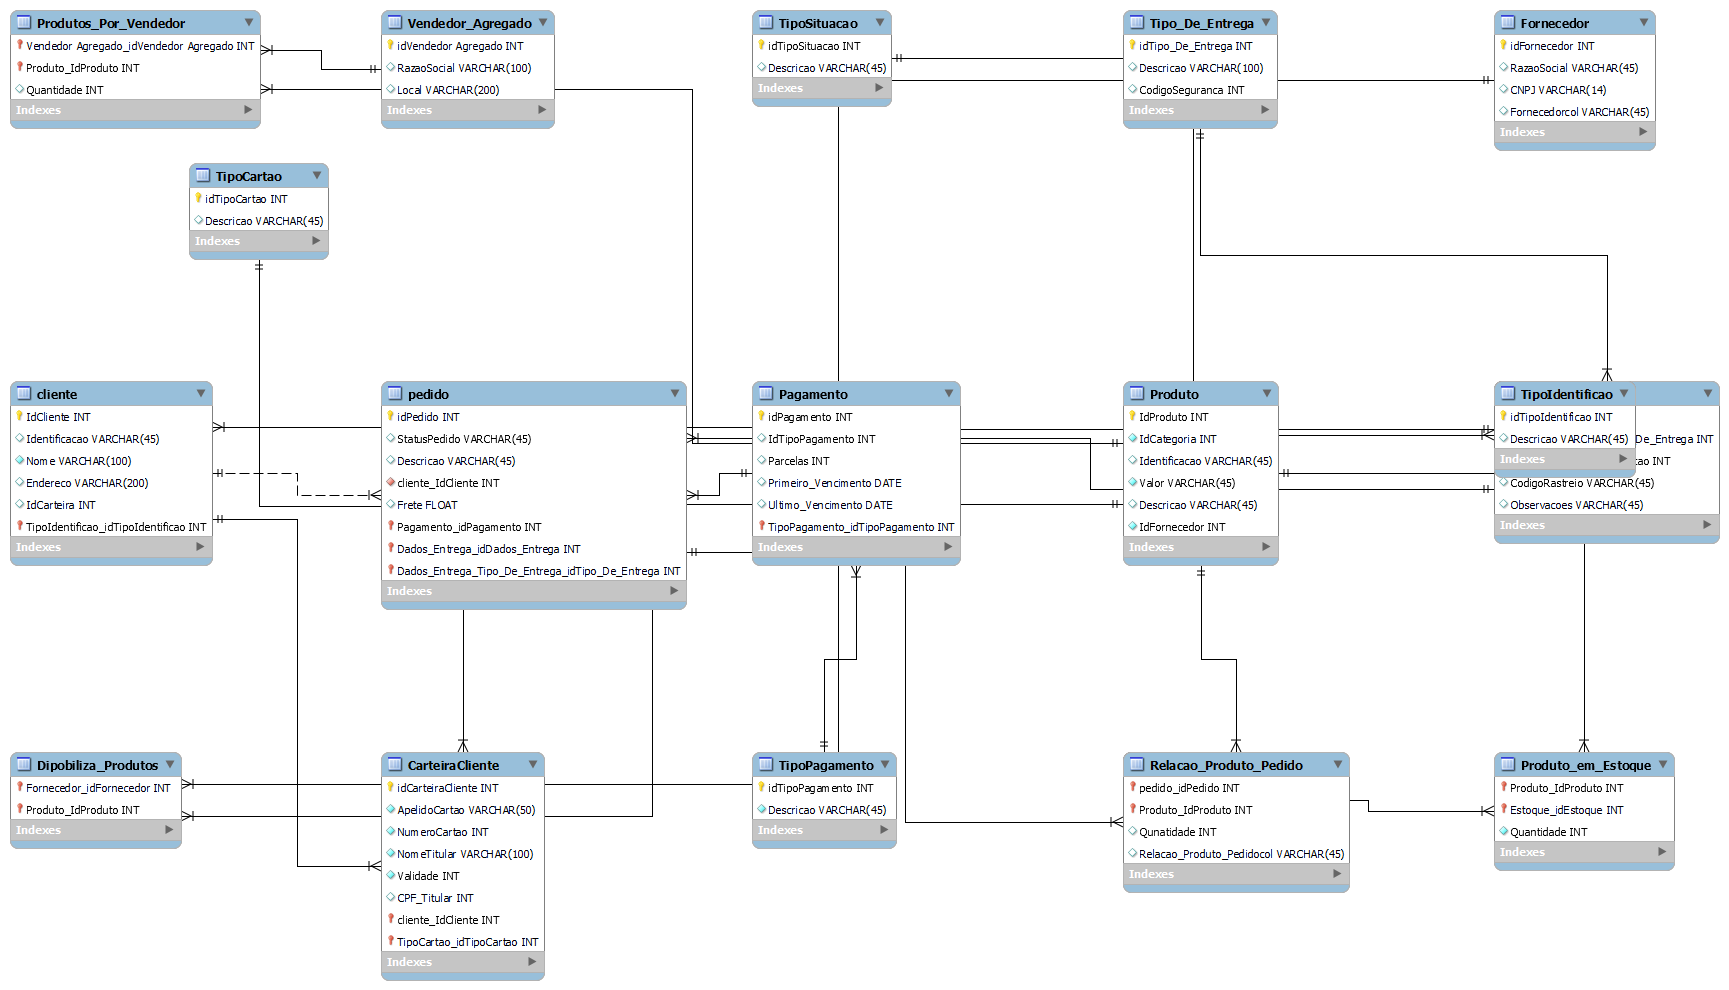 Produtos_Por_Vendedor
Vendedor Agregado_idVendedor Agregado INT
Produto_IdProduto INT
Quantidade INT
Indexes
Vendedor_Agregado
idVendedor Agregado INT
RazaoSocial VARCHAR(100)
Local VARCHAR(200)
Indexes
TipoSituacao
idTipoSituacao INT
Descricao VARCHAR(45)
Indexes
Tipo_De_Entrega
idTipo_De_Entrega INT
Descricao VARCHAR(100)
CodigoSeguranca INT
Indexes
Fornecedor
idFornecedor INT
RazaoSocial VARCHAR(45)
CNPJ VARCHAR(14)
Fornecedorcol VARCHAR(45)
Indexes
TipoCartao
idTipoCartao INT
Descricao VARCHAR(45)
Indexes
cliente
IdCliente INT
Identificacao VARCHAR(45)
Nome VARCHAR(100)
Endereco VARCHAR(200)
IdCarteira INT
TipoIdentificao_idTipoIdentificao INT
Indexes
pedido
idPedido INT
StatusPedido VARCHAR(45)
Descricao VARCHAR(45)
cliente_IdCliente INT
Frete FLOAT
Pagamento_idPagamento INT
Dados_Entrega_idDados_Entrega INT
Dados_Entrega_Tipo_De_Entrega_idTipo_De_Entrega INT
Indexes
Pagamento
idPagamento INT
IdTipoPagamento INT
Parcelas INT
Primeiro_Vencimento DATE
Ultimo_Vencimento DATE
TipoPagamento_idTipoPagamento INT
Indexes
Produto
IdProduto INT
IdCategoria INT
Identificacao VARCHAR(45)
Valor VARCHAR(45)
Descricao VARCHAR(45)
IdFornecedor INT
Indexes
TipoIdentificao
idTipoIdentificao INT
Descricao VARCHAR(45)
Indexes
De_Entrega INT
cao INT
CodigoRastreio VARCHAR(45)
Observacoes VARCHAR(45)
Indexes
Dipobiliza_Produtos
Fornecedor_idFornecedor INT
Produto_IdProduto INT
Indexes
CarteiraCliente
idCarteiraCliente INT
ApelidoCartao VARCHAR(50)
NumeroCartao INT
NomeTitular VARCHAR(100)
Validade INT
CPF_Titular INT
cliente_IdCliente INT
TipoCartao_idTipoCartao INT
Indexes
TipoPagamento
idTipoPagamento INT
Descricao VARCHAR(45)
Indexes
Relacao_Produto_Pedido
pedido_idPedido INT
Produto_IdProduto INT
Qunatidade INT
Relacao_Produto_Pedidocol VARCHAR(45)
Indexes
Produto_em_Estoque
Produto_IdProduto INT
Estoque_idEstoque INT
Quantidade INT
Indexes